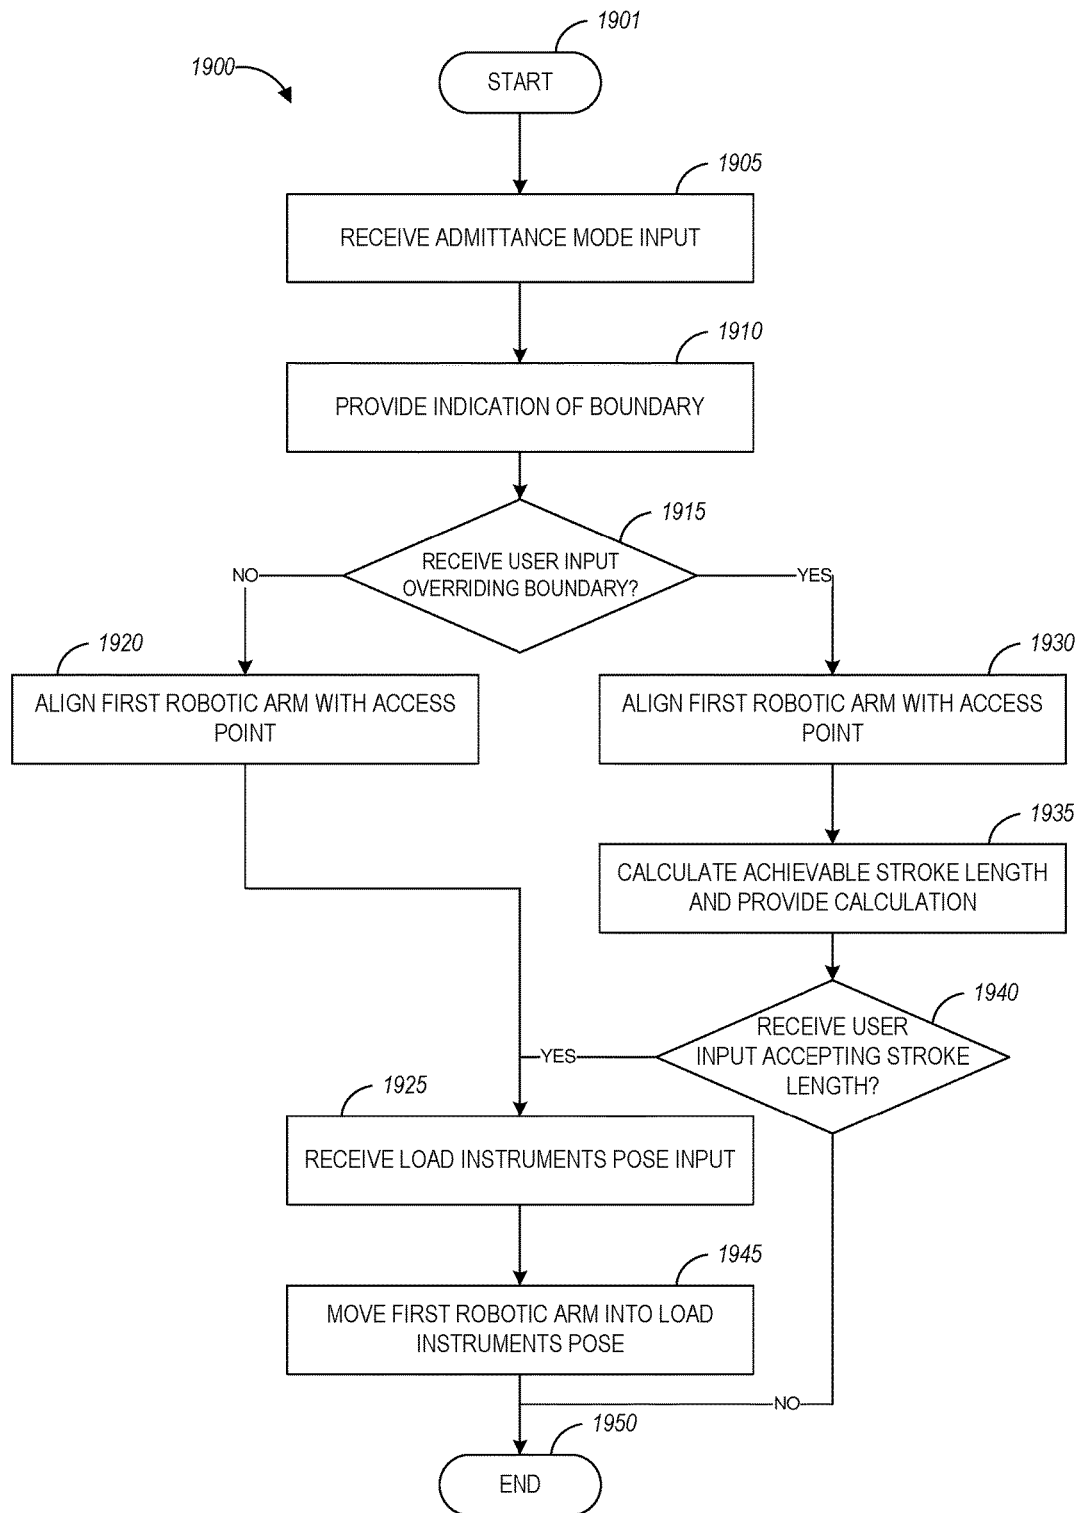 1901
1900
START
1905
RECEIVE ADMITTANCE MODE INPUT
1910
PROVIDE INDICATION OF BOUNDARY
1915
RECEIVE USER INPUT
OVERRIDING BOUNDARY?
NO
YES
1920
ALIGN FIRST ROBOTIC ARM WITH ACCESS
POINT
1930
ALIGN FIRST ROBOTIC ARM WITH ACCESS
POINT
1935
CALCULATE ACHIEVABLE STROKE LENGTH
AND PROVIDE CALCULATION
1940
RECEIVE USER
INPUT ACCEPTING STROKE
LENGTH?
YES
1925
RECEIVE LOAD INSTRUMENTS POSE INPUT
1945
MOVE FIRST ROBOTIC ARM INTO LOAD
INSTRUMENTS POSE
NO
1950
END